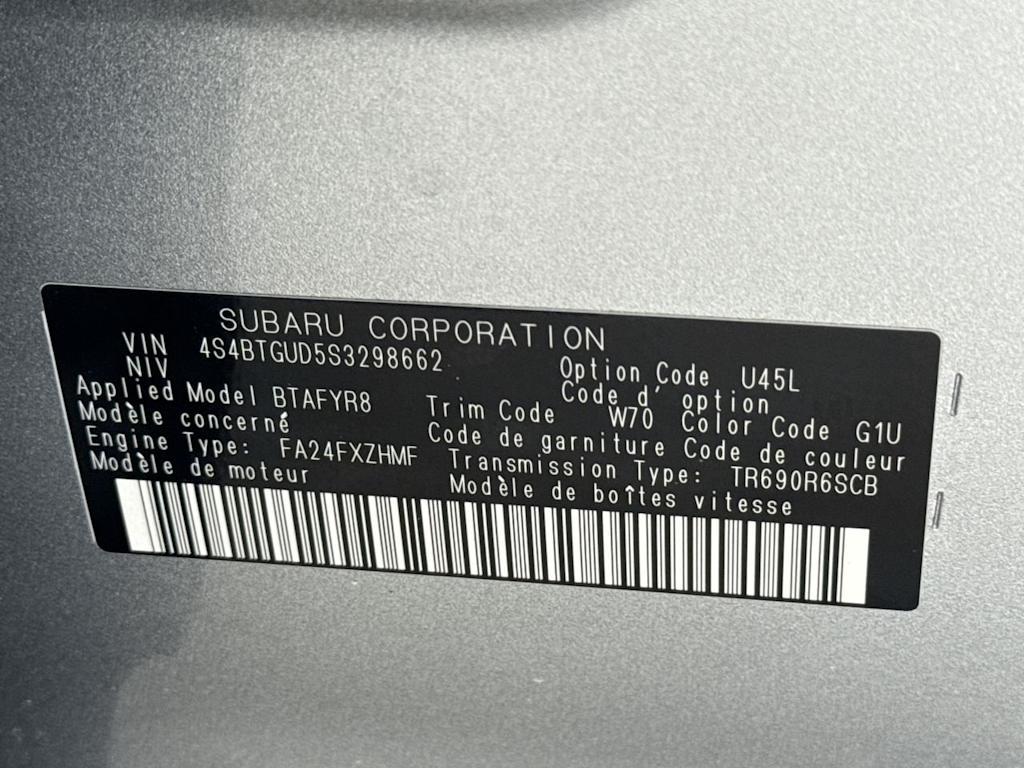 SUBARU CORPORATION
VIN 4S4BTGUD5S3298662
NIV
Option Code U45L
Code d'option
Applied Model BTAFYR8
Modèle concerné
Trim Code W70 Color Code G1U
Code de garniture Code de couleur
Engine Type: FA24FXZHMF
Modèle de moteur
Transmission Type: TR690R6SCB
Modèle de boîtes vitesse